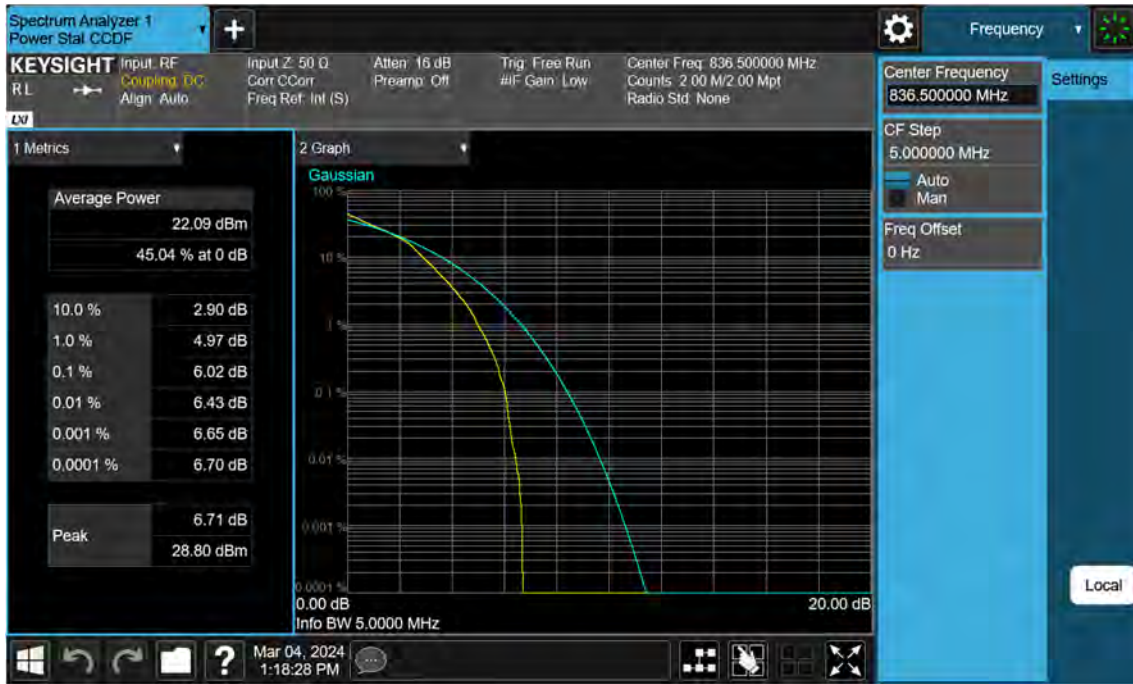 Spectrum Analyzer 1
Power Stat CCDF
Frequency
KEYSIGHT
RL
LXI
Input: RF
Coupling: DC
Align: Auto
Input Z: 50 Ω
Corr CCorr
Freq Ref: Int (S)
Atten: 16 dB
Preamp: Off
Trig: Free Run
#IF Gain: Low
Center Freq: 836.500000 MHz
Counts: 2.00 M/2.00 Mpt
Radio Std: None
Center Frequency
836.500000 MHz
Settings
CF Step
5.000000 MHz
Auto
Man
Freq Offset
0 Hz
Local
1 Metrics
Average Power
22.09 dBm
45.04 % at 0 dB
10.0 % 2.90 dB
1.0 % 4.97 dB
0.1 % 6.02 dB
0.01 % 6.43 dB
0.001 % 6.65 dB
0.0001 % 6.70 dB
Peak 6.71 dB
28.80 dBm
2 Graph
Gaussian
100 %
10 %
1 %
0.1 %
0.01 %
0.001 %
0.0001 %
0.00 dB 20.00 dB
Info BW 5.0000 MHz
?
Mar 04, 2024
1:18:28 PM